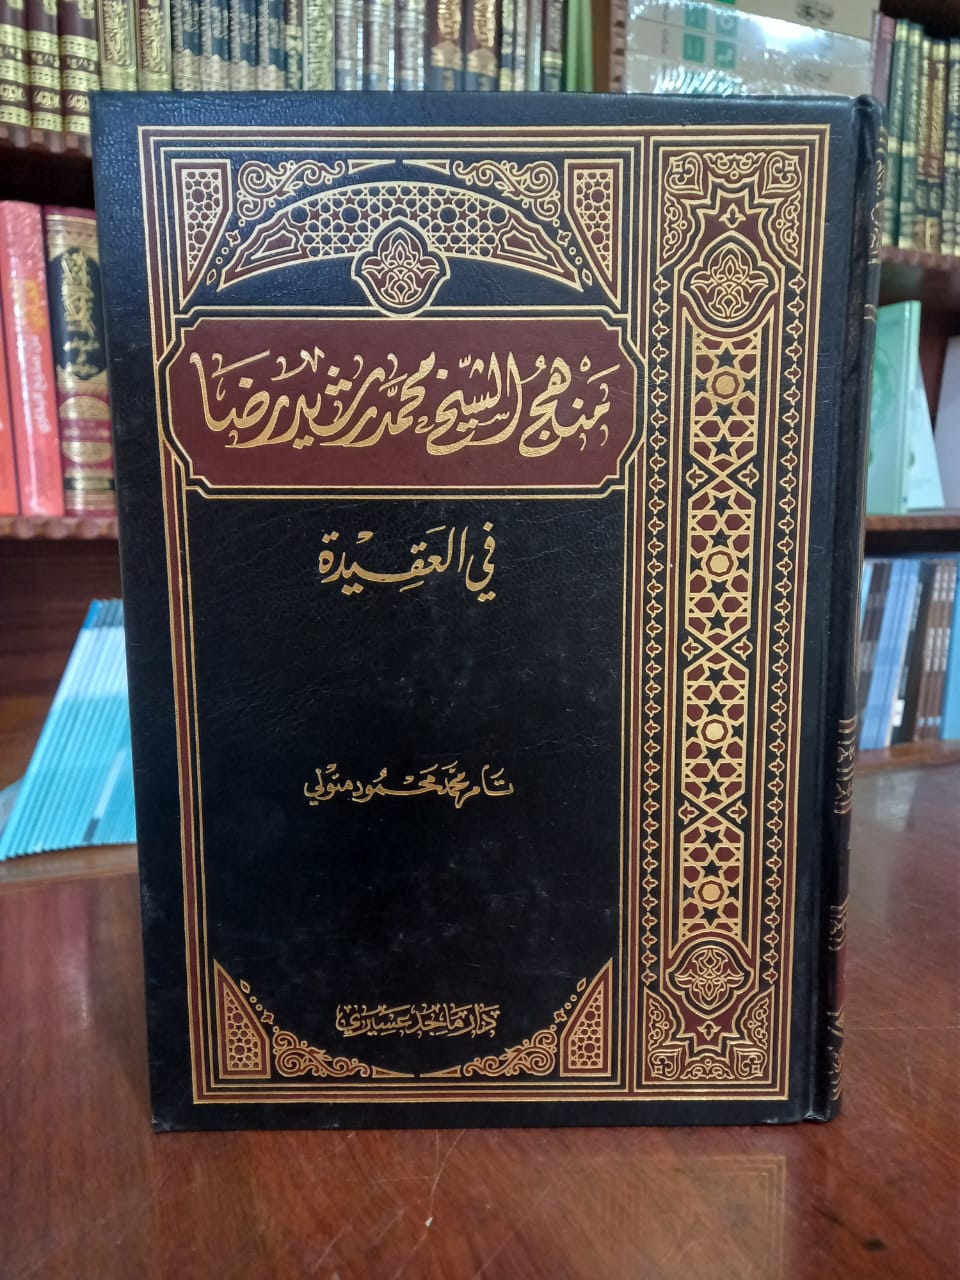 منهج الشيخ محمد رشيد رضا
في العقيدة
تامر محمد محمود متولي
دار ماجد عسيري